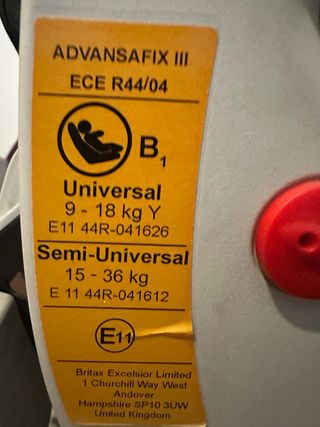 ADVANSAFIX III
ECE R44/04
B1
Universal
9 - 18 kg Y
E11 44R-041626
Semi-Universal
15 - 36 kg
E 11 44R-041612
E11
Britax Excelsior Limited
1 Churchill Way West
Andover
Hampshire SP10 3UW
United Kingdom